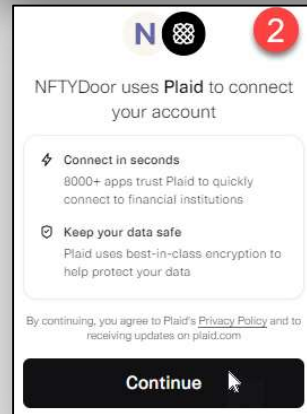 N
2
NFTYDoor uses Plaid to connect
your account
Connect in seconds
8000+ apps trust Plaid to quickly
connect to financial institutions
Keep your data safe
Plaid uses best-in-class encryption to
help protect your data
By continuing, you agree to Plaid's Privacy Policy and to
receiving updates on plaid.com
Continue